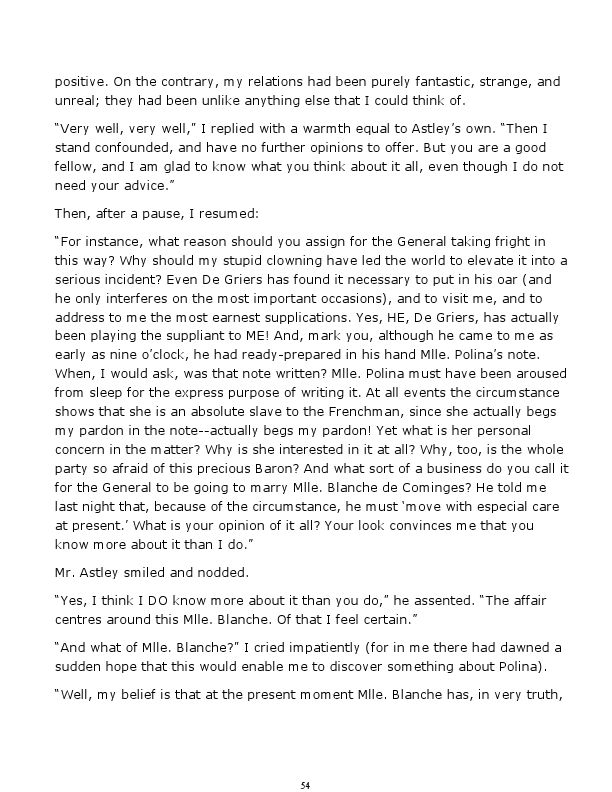 positive. On the contrary, my relations had been purely fantastic, strange, and
unreal; they had been unlike anything else that I could think of.
“Very well, very well,” I replied with a warmth equal to Astley’s own. “Then I
stand confounded, and have no further opinions to offer. But you are a good
fellow, and I am glad to know what you think about it all, even though I do not
need your advice.”
Then, after a pause, I resumed:
“For instance, what reason should you assign for the General taking fright in
this way? Why should my stupid clowning have led the world to elevate it into a
serious incident? Even De Griers has found it necessary to put in his oar (and
he only interferes on the most important occasions), and to visit me, and to
address to me the most earnest supplications. Yes, HE, De Griers, has actually
been playing the suppliant to ME! And, mark you, although he came to me as
early as nine o’clock, he had ready-prepared in his hand Mlle. Polina’s note.
When, I would ask, was that note written? Mlle. Polina must have been aroused
from sleep for the express purpose of writing it. At all events the circumstance
shows that she is an absolute slave to the Frenchman, since she actually begs
my pardon in the note--actually begs my pardon! Yet what is her personal
concern in the matter? Why is she interested in it at all? Why, too, is the whole
party so afraid of this precious Baron? And what sort of a business do you call it
for the General to be going to marry Mlle. Blanche de Cominges? He told me
last night that, because of the circumstance, he must ‘move with especial care
at present.’ What is your opinion of it all? Your look convinces me that you
know more about it than I do.”
Mr. Astley smiled and nodded.
“Yes, I think I DO know more about it than you do,” he assented. “The affair
centres around this Mlle. Blanche. Of that I feel certain.”
“And what of Mlle. Blanche?” I cried impatiently (for in me there had dawned a
sudden hope that this would enable me to discover something about Polina).
“Well, my belief is that at the present moment Mlle. Blanche has, in very truth,
54